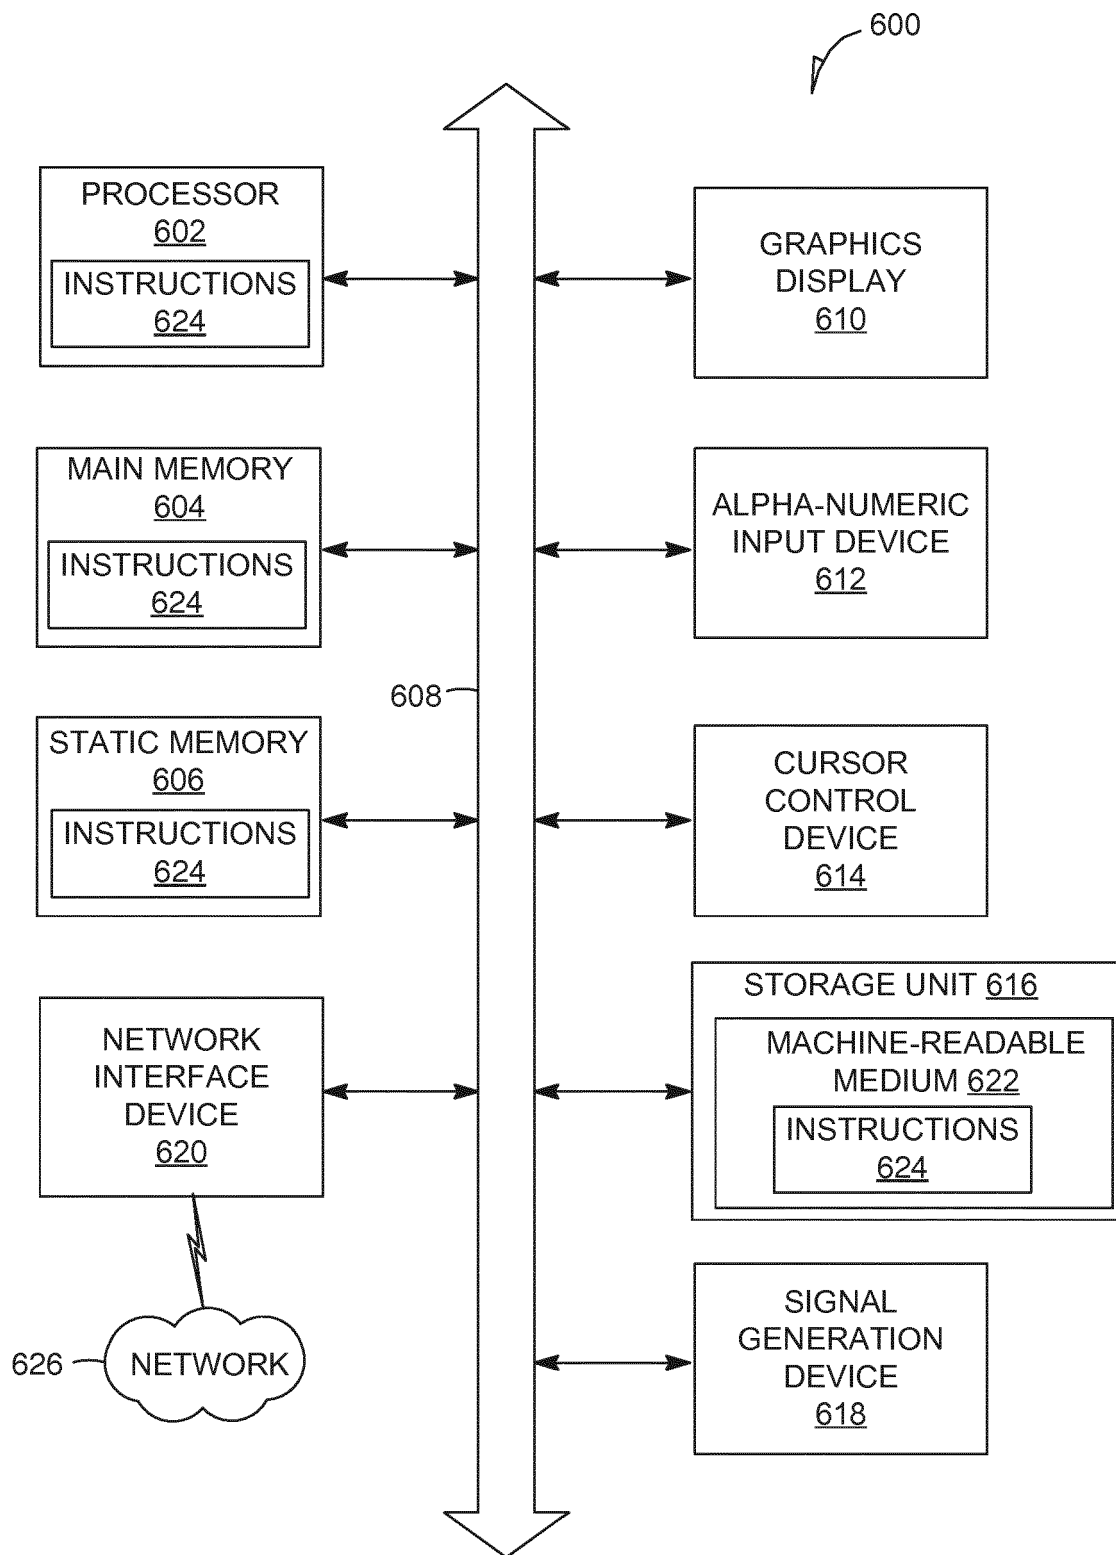 600
PROCESSOR
602
INSTRUCTIONS
624
GRAPHICS
DISPLAY
610
MAIN MEMORY
604
INSTRUCTIONS
624
ALPHA-NUMERIC
INPUT DEVICE
612
608
STATIC MEMORY
606
INSTRUCTIONS
624
CURSOR
CONTROL
DEVICE
614
NETWORK
INTERFACE
DEVICE
620
STORAGE UNIT 616
MACHINE-READABLE
MEDIUM 622
INSTRUCTIONS
624
626
NETWORK
SIGNAL
GENERATION
DEVICE
618